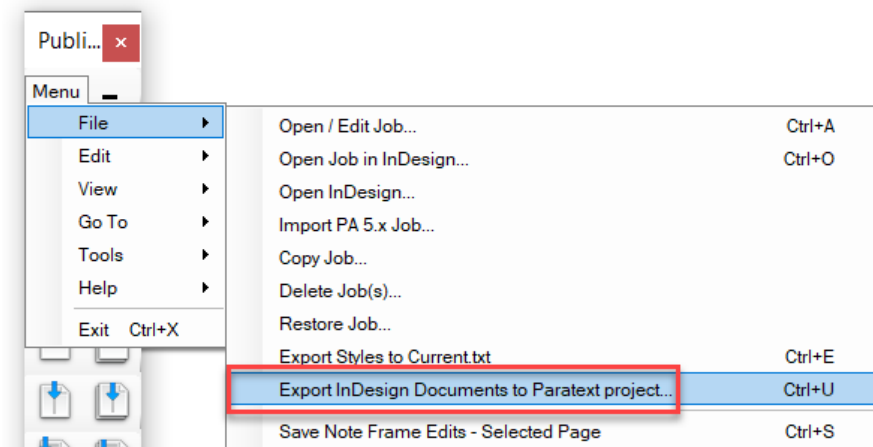 Publi... x
Menu
File
Edit
View
Go To
Tools
Help
Exit Ctrl+X
Open / Edit Job... Ctrl+A
Open Job in InDesign... Ctrl+O
Open InDesign...
Import PA 5.x Job...
Copy Job...
Delete Job(s)...
Restore Job...
Export Styles to Current.txt Ctrl+E
Export InDesign Documents to Paratext project... Ctrl+U
Save Note Frame Edits - Selected Page Ctrl+S